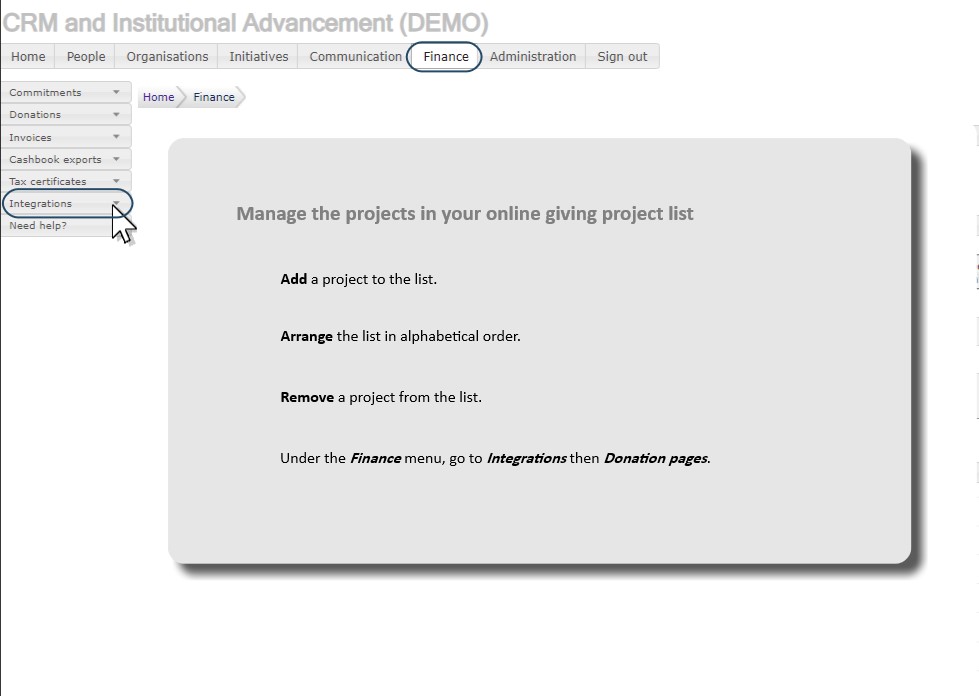 CRM and Institutional Advancement (DEMO)
Home People Organisations Initiatives Communication Finance Administration Sign out
Commitments
Donations
Invoices
Cashbook exports
Tax certificates
Integrations
Need help?
Home Finance
Manage the projects in your online giving project list
Add a project to the list.
Arrange the list in alphabetical order.
Remove a project from the list.
Under the Finance menu, go to Integrations then Donation pages.